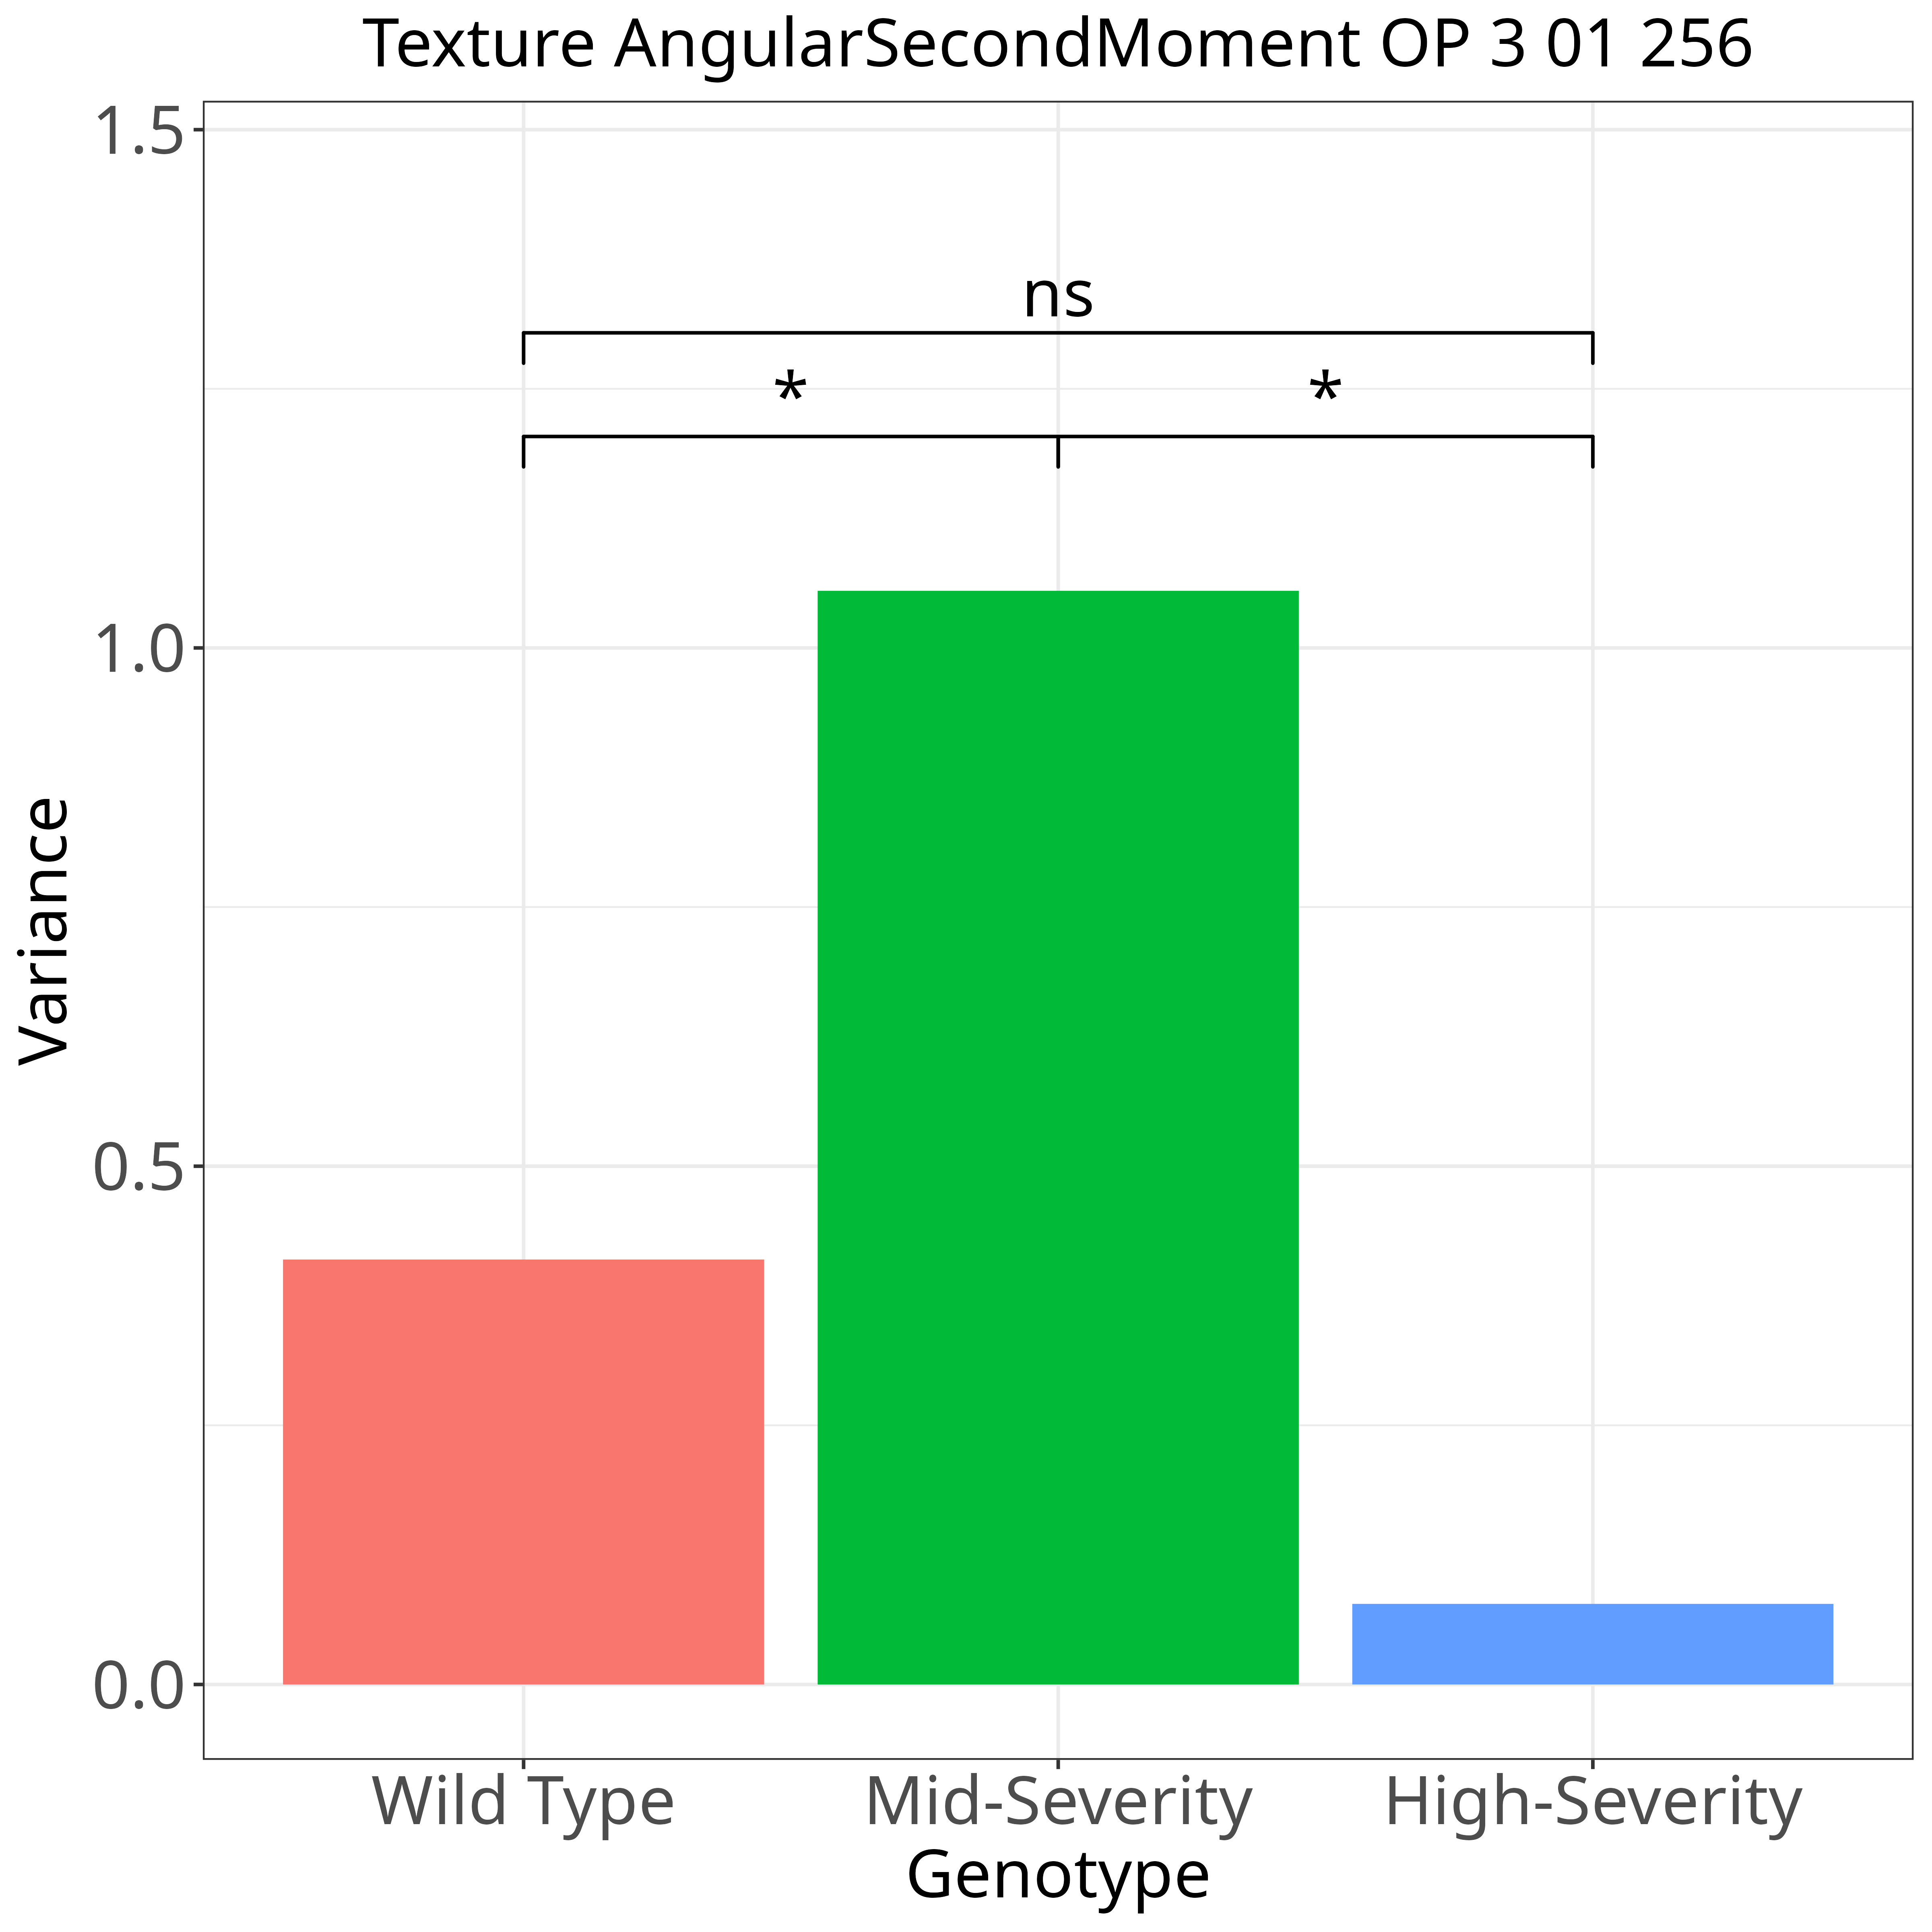 Texture AngularSecondMoment OP 3 01 256
1.5
ns
* *
1.0
Variance
0.5
0.0
Wild Type Mid-Severity High-Severity
Genotype